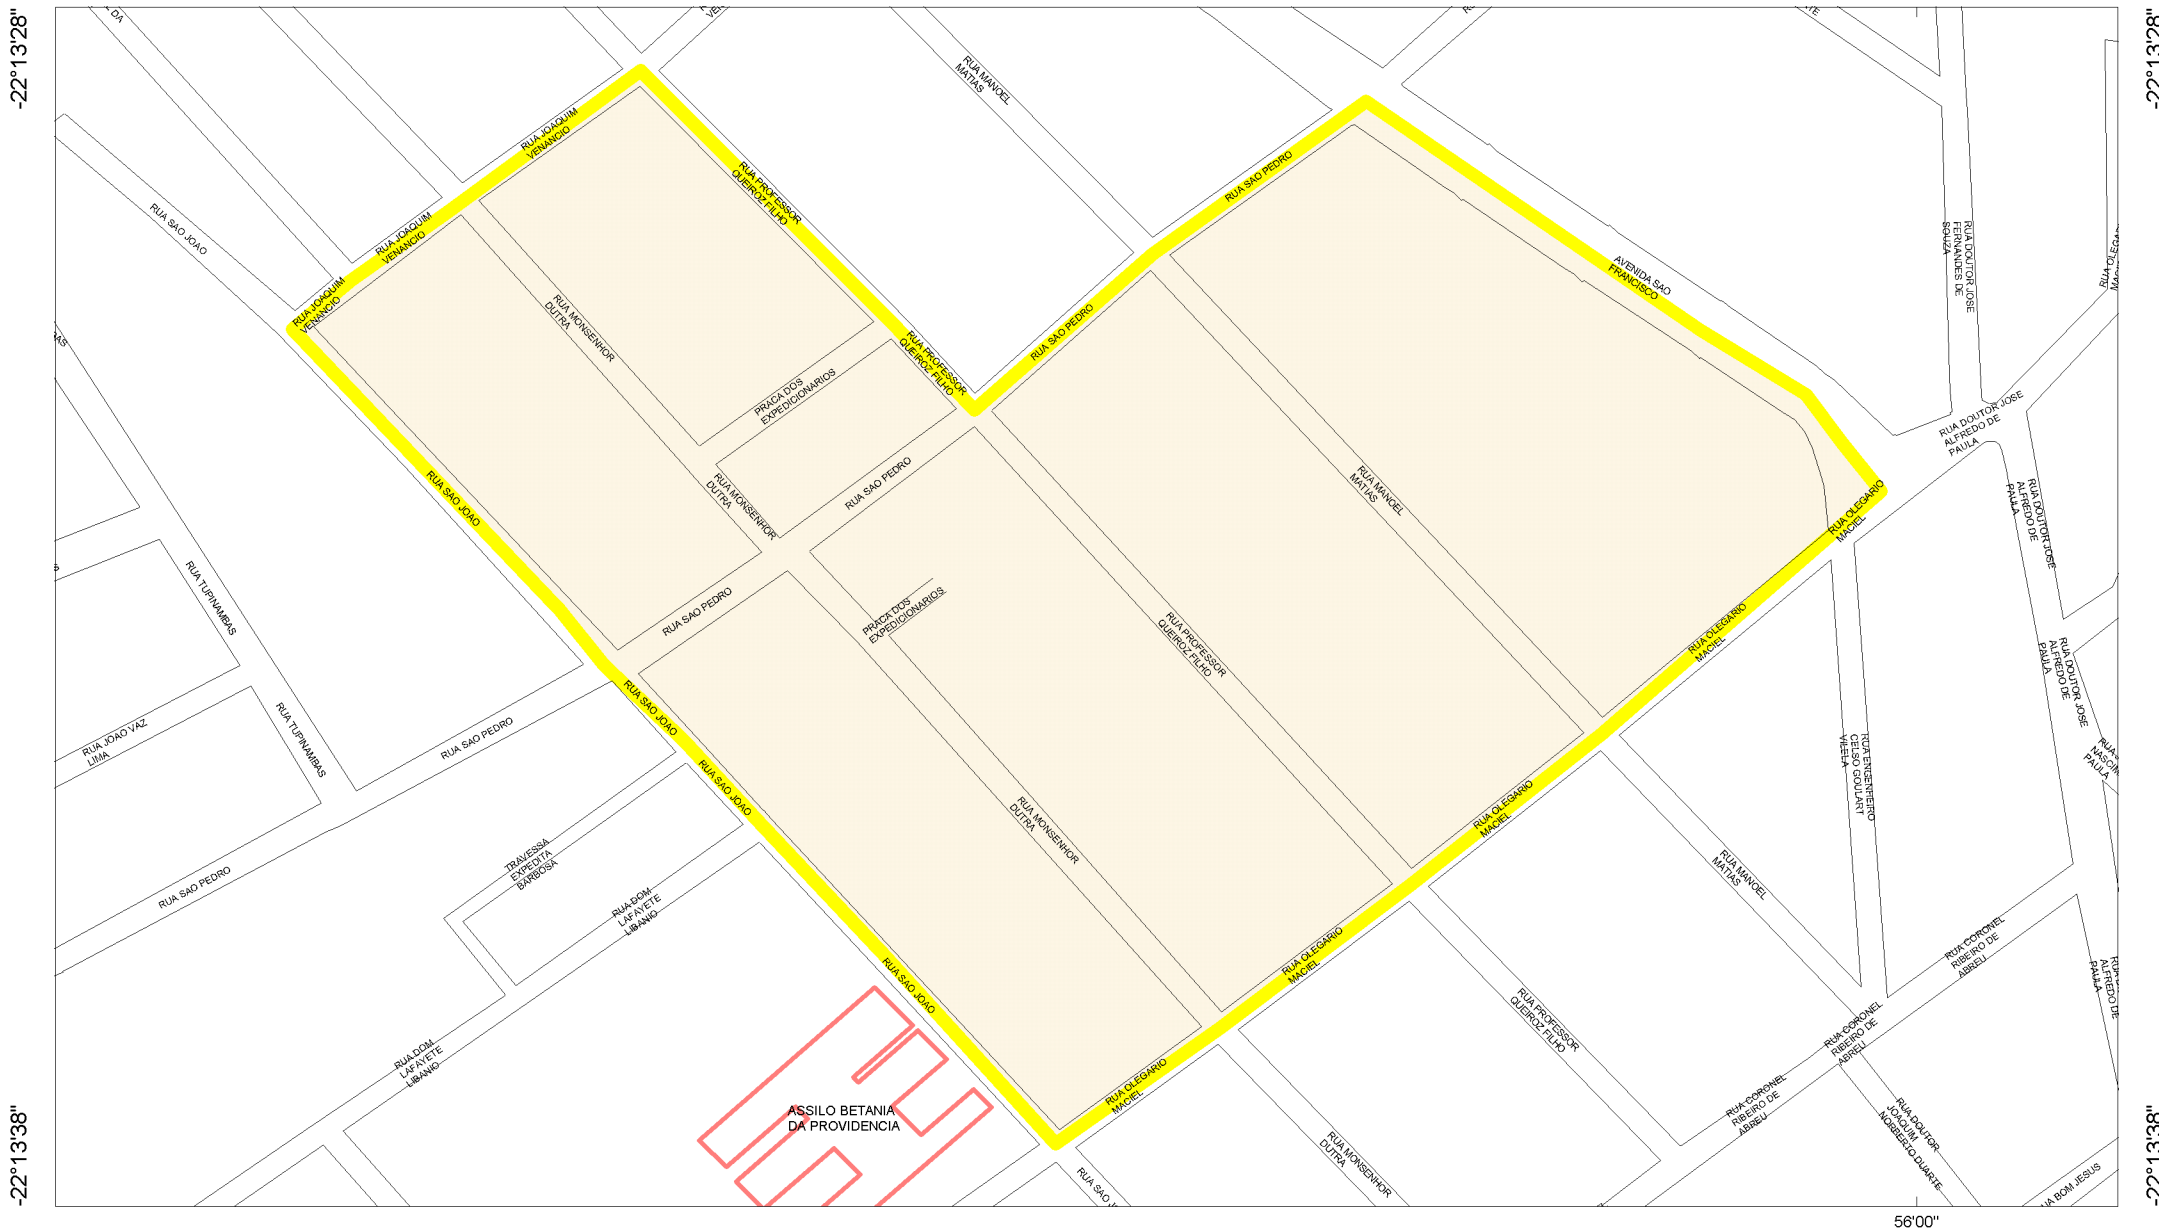 -22°13'28"
-22°13'28"
RUA MANOEL
MATIAS
RUA JOAQUIM
VENANCIO
RUA SAO PEDRO
RUA PROFESSOR
QUEIROZ FILHO
RUA SAO JOAO
RUA JOAQUIM
VENANCIO
RUA DOUTOR JOSE
FERNANDES DE
SOUZA
AVENIDA SAO
FRANCISCO
RUA JOAQUIM
VENANCIO
RUA MONSENHOR
DUTRA
RUA SAO PEDRO
RUA PROFESSOR
QUEIROZ FILHO
PRACA DOS
EXPEDICIONARIOS
RUA DOUTOR JOSE
ALFREDO DE
PAULA
RUA SAO PEDRO
RUA MONSENHOR
DUTRA
RUA SAO JOAO
RUA MANOEL
MATIAS
RUA OLEGARIO
MACIEL
RUA DOUTOR JOSE
ALFREDO DE
PAULA
RUA TUPINAMBAS
RUA SAO PEDRO
PRACA DOS
EXPEDICIONARIOS
RUA PROFESSOR
QUEIROZ FILHO
RUA OLEGARIO
MACIEL
RUA DOUTOR JOSE
ALFREDO DE
PAULA
RUA SAO JOAO
RUA JOAO VAZ
LIMA
RUA TUPINAMBAS
RUA SAO PEDRO
RUA SAO JOAO
RUA ENGENHEIRO
CELSO GOULART
VILELA
RUA OLEGARIO
MACIEL
RUA MONSENHOR
DUTRA
TRAVESSA
EXPEDITA
BARBOSA
RUA SAO PEDRO
RUA MANOEL
MATIAS
RUA DOM
LAFAYETE
LIBANIO
RUA OLEGARIO
MACIEL
RUA CORONEL
RIBEIRO DE
ABREU
RUA SAO JOAO
RUA PROFESSOR
QUEIROZ FILHO
RUA CORONEL
RIBEIRO DE
ABREU
ALFREDO DE
PAULA
RUA DOM
LAFAYETE
LIBANIO
RUA OLEGARIO
MACIEL
RUA CORONEL
RIBEIRO DE
ABREU
ASSILO BETANIA
DA PROVIDENCIA
RUA DOUTOR
JOAQUIM
NORBERTO DUARTE
RUA MONSENHOR
DUTRA
RUA SAO J
UA BOM JESUS
-22°13'38"
-22°13'38"
56'00"